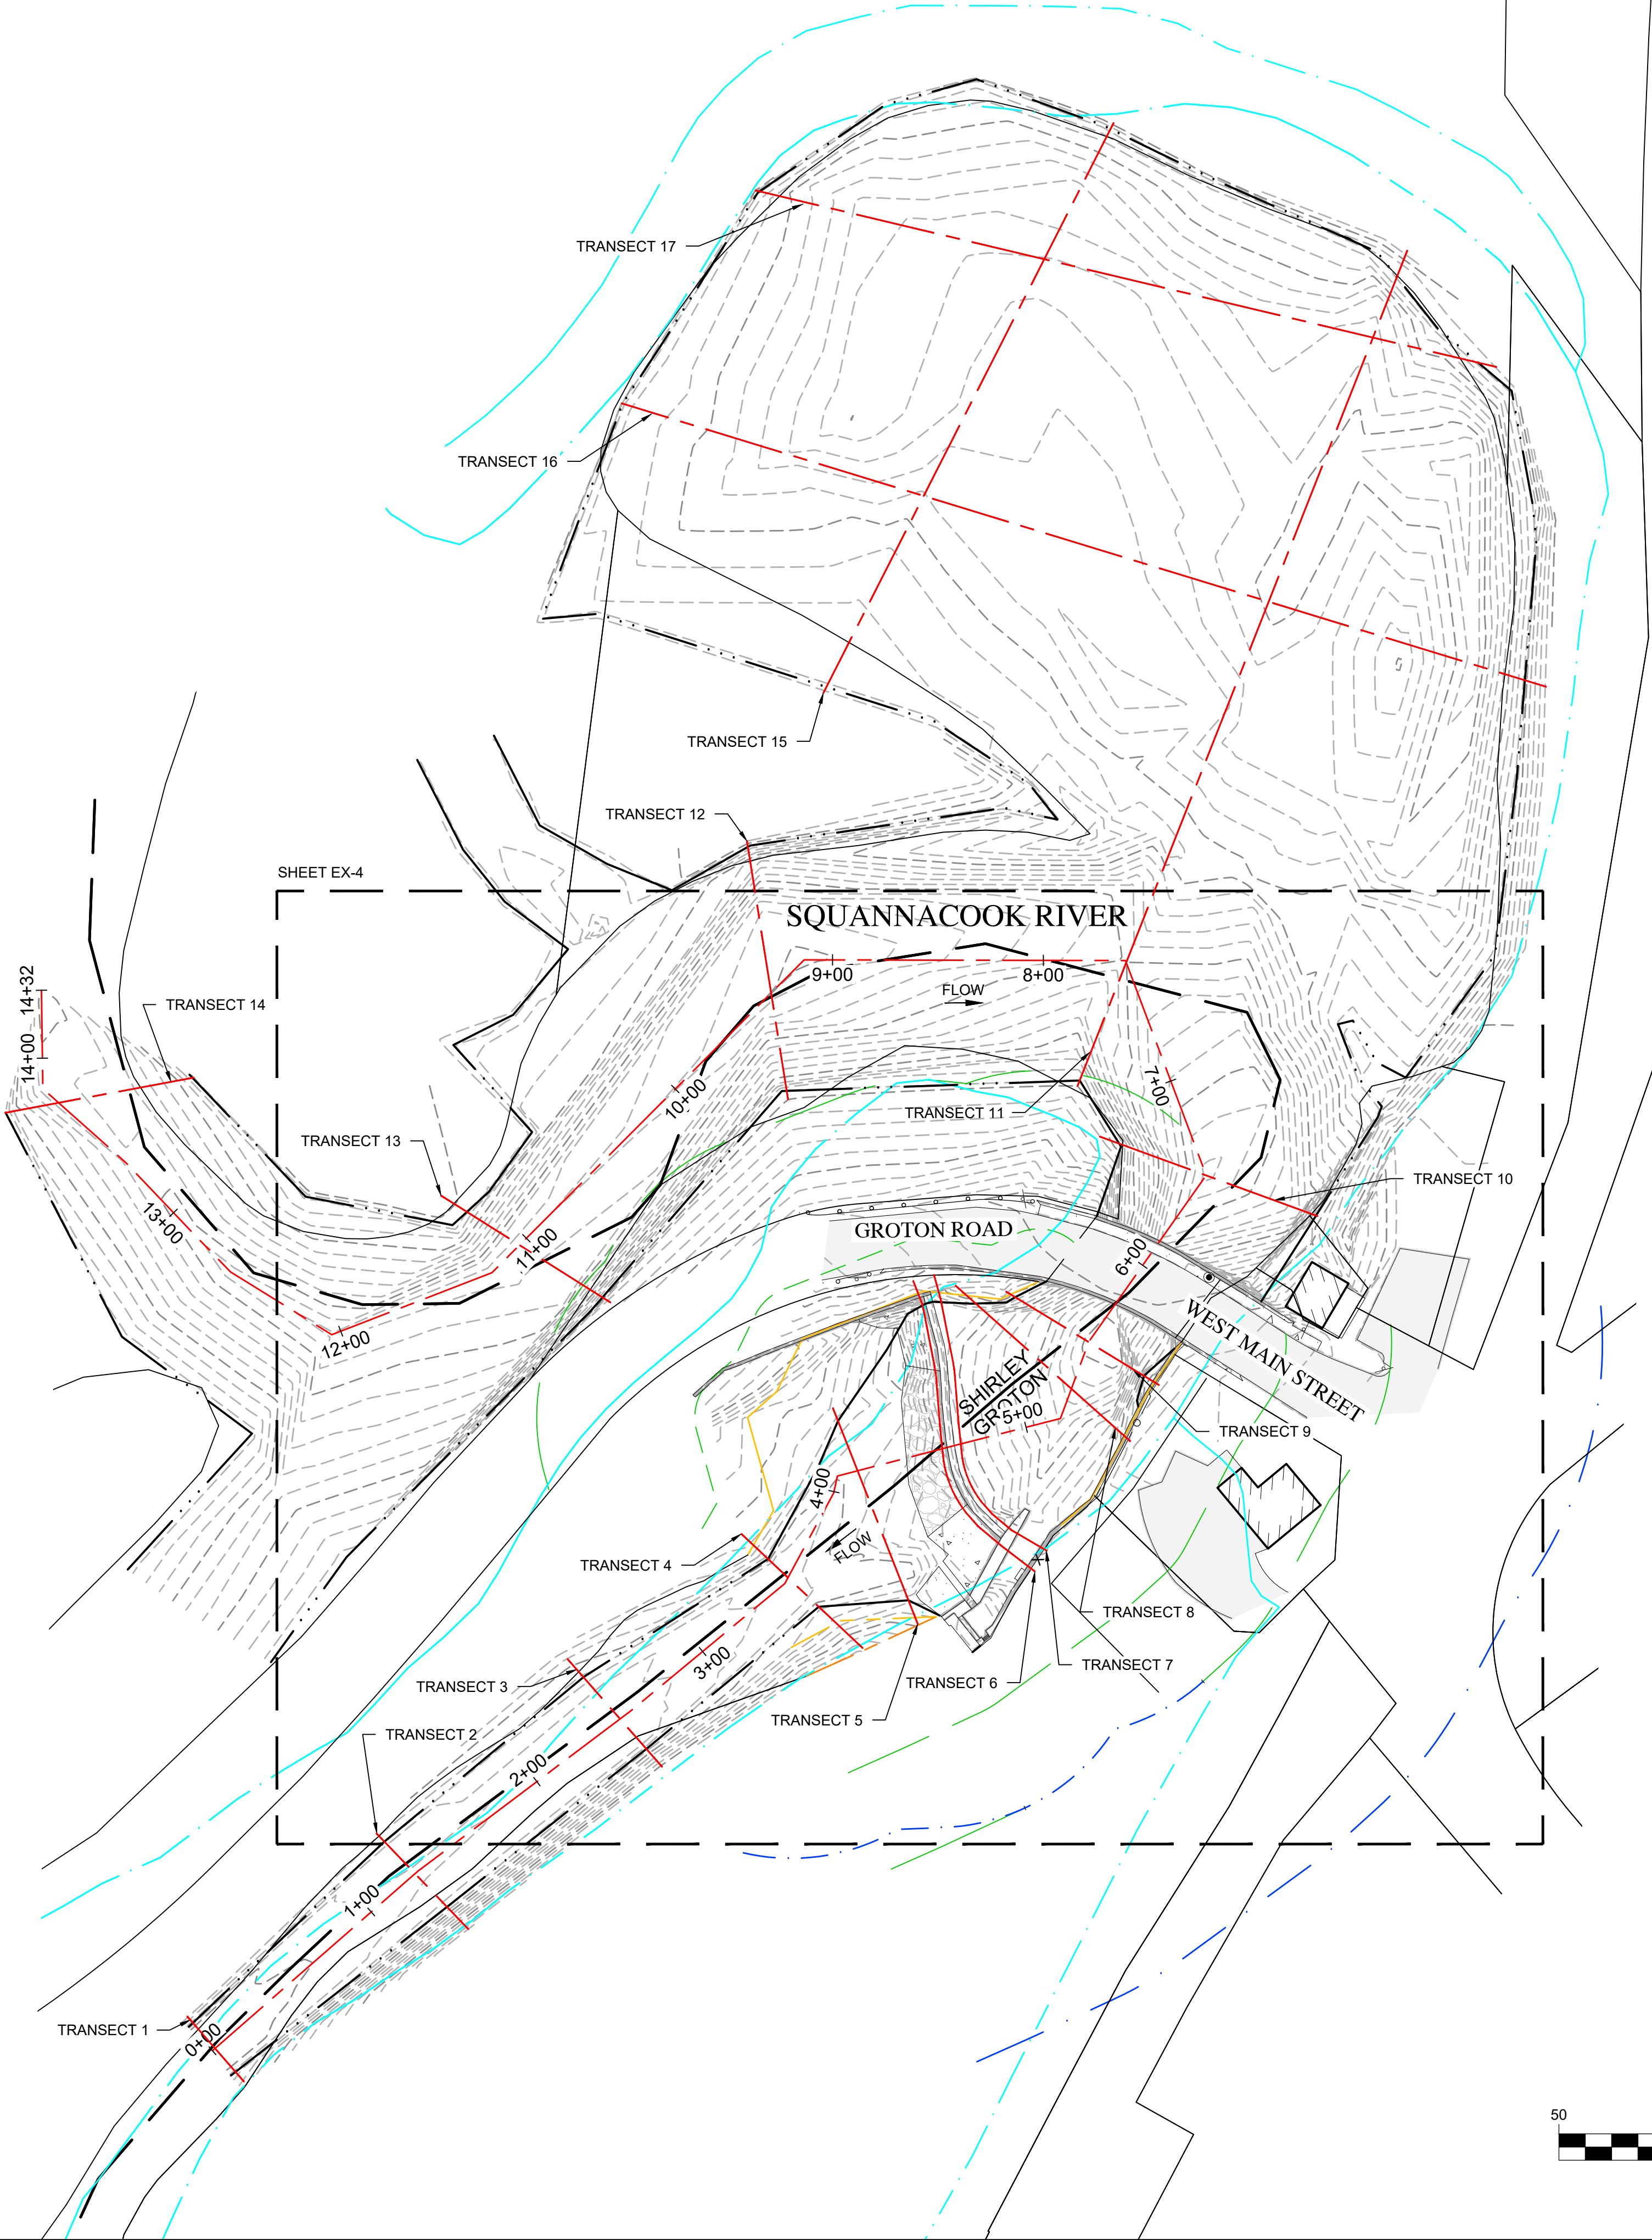 TRANSECT 17
TRANSECT 16
TRANSECT 15
TRANSECT 12
SHEET EX-4
SQUANNACOOK RIVER
9+00
8+00
FLOW
14+32
14+00
TRANSECT 14
7+00
10+00
TRANSECT 11
TRANSECT 13
TRANSECT 10
13+00
11+00
GROTON ROAD
6+00
12+00
WEST MAIN STREET
SHIRLEY
GROTON
5+00
TRANSECT 9
4+00
FLOW
TRANSECT 4
TRANSECT 8
3+00
TRANSECT 7
TRANSECT 6
TRANSECT 3
TRANSECT 5
TRANSECT 2
2+00
1+00
TRANSECT 1
0+00
50